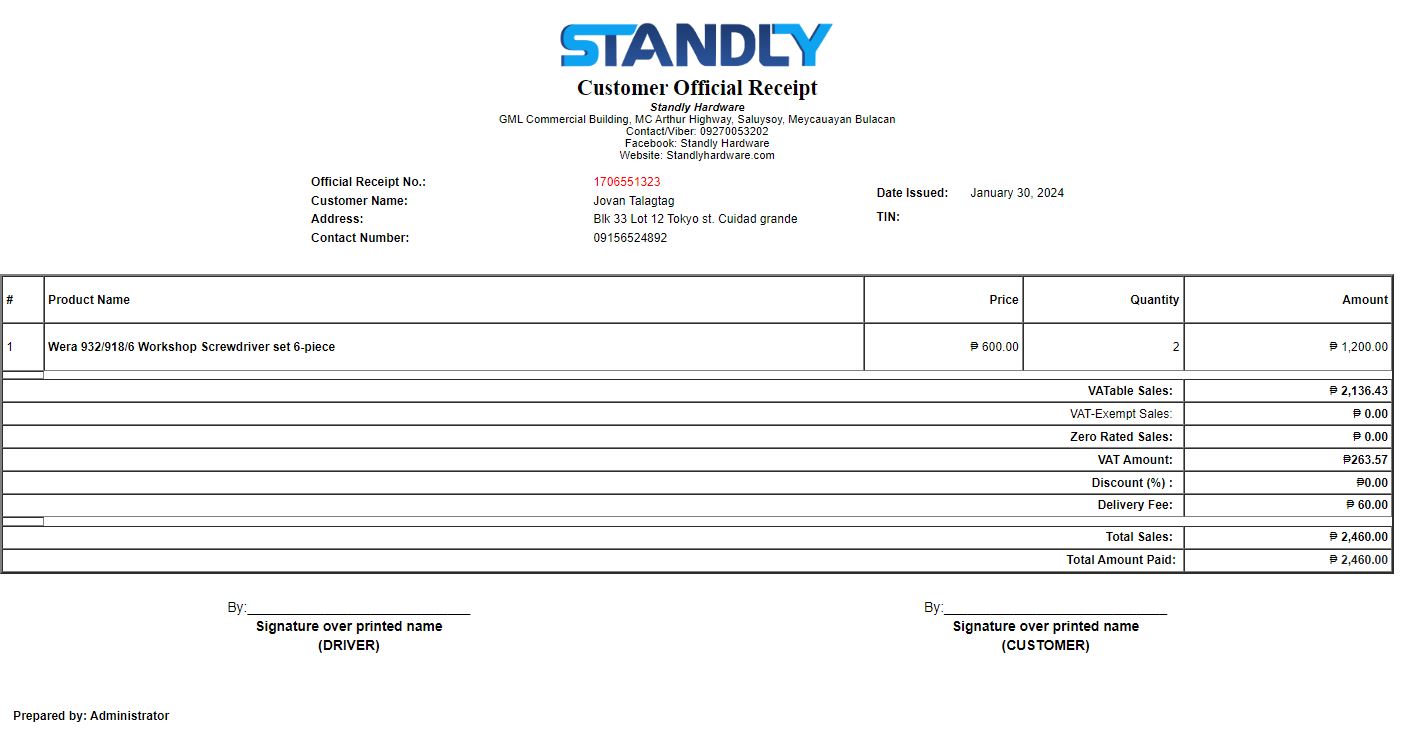 STANDLY
Customer Official Receipt
Standly Hardware
GML Commercial Building, MC Arthur Highway, Saluysoy, Meycauayan Bulacan
Contact/Viber: 09270053202
Facebook: Standly Hardware
Website: Standlyhardware.com
Official Receipt No.: 1706551323
Customer Name: Jovan Talagtag
Address: Blk 33 Lot 12 Tokyo st. Cuidad grande
Contact Number: 09156524892
Date Issued: January 30, 2024
TIN:
# Product Name Price Quantity Amount
1 Wera 932/918/6 Workshop Screwdriver set 6-piece ₱ 600.00 2 ₱ 1,200.00
VATable Sales: ₱ 2,136.43
VAT-Exempt Sales: ₱ 0.00
Zero Rated Sales: ₱ 0.00
VAT Amount: ₱263.57
Discount (%) : ₱0.00
Delivery Fee: ₱ 60.00
Total Sales: ₱ 2,460.00
Total Amount Paid: ₱ 2,460.00
By:____________________________ By:____________________________
Signature over printed name Signature over printed name
(DRIVER) (CUSTOMER)
Prepared by: Administrator